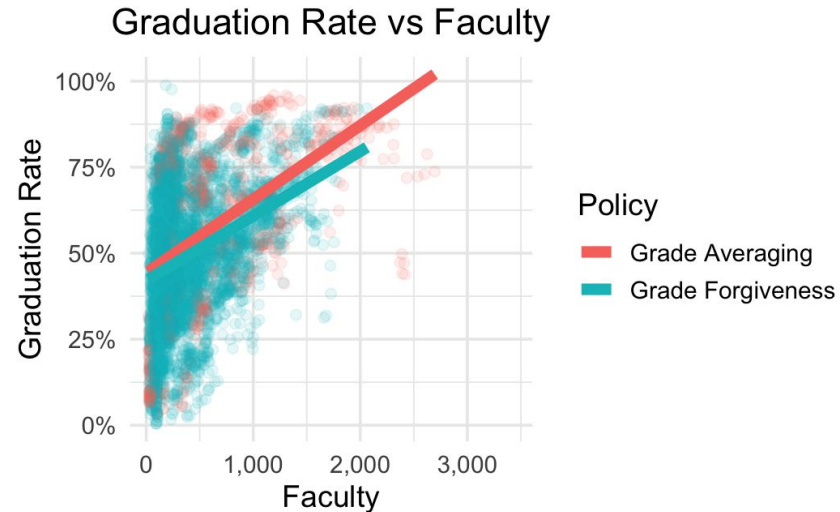 Graduation Rate vs Faculty
Graduation Rate
100%
75%
50%
25%
0%
0 1,000 2,000 3,000
Faculty
Policy
Grade Averaging
Grade Forgiveness